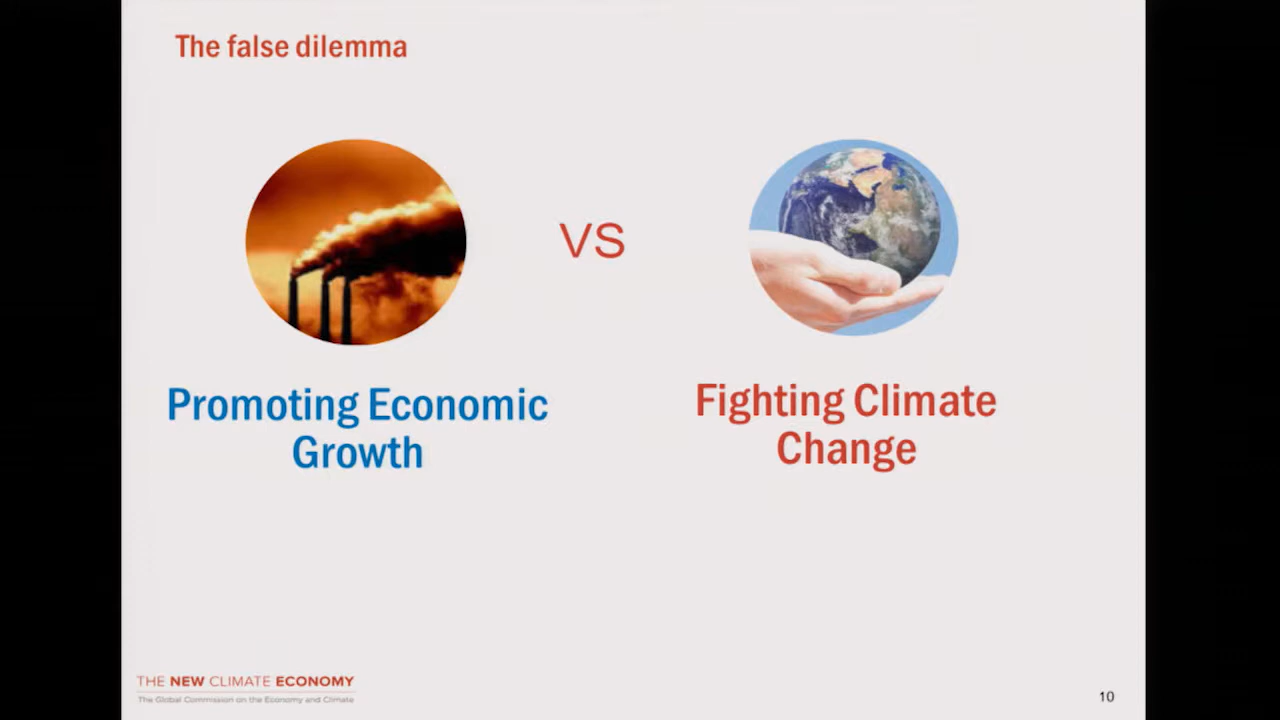 The false dilemma
VS
Promoting Economic
Growth
Fighting Climate
Change
THE NEW CLIMATE ECONOMY
The Global Commission on the Economy and Climate
10